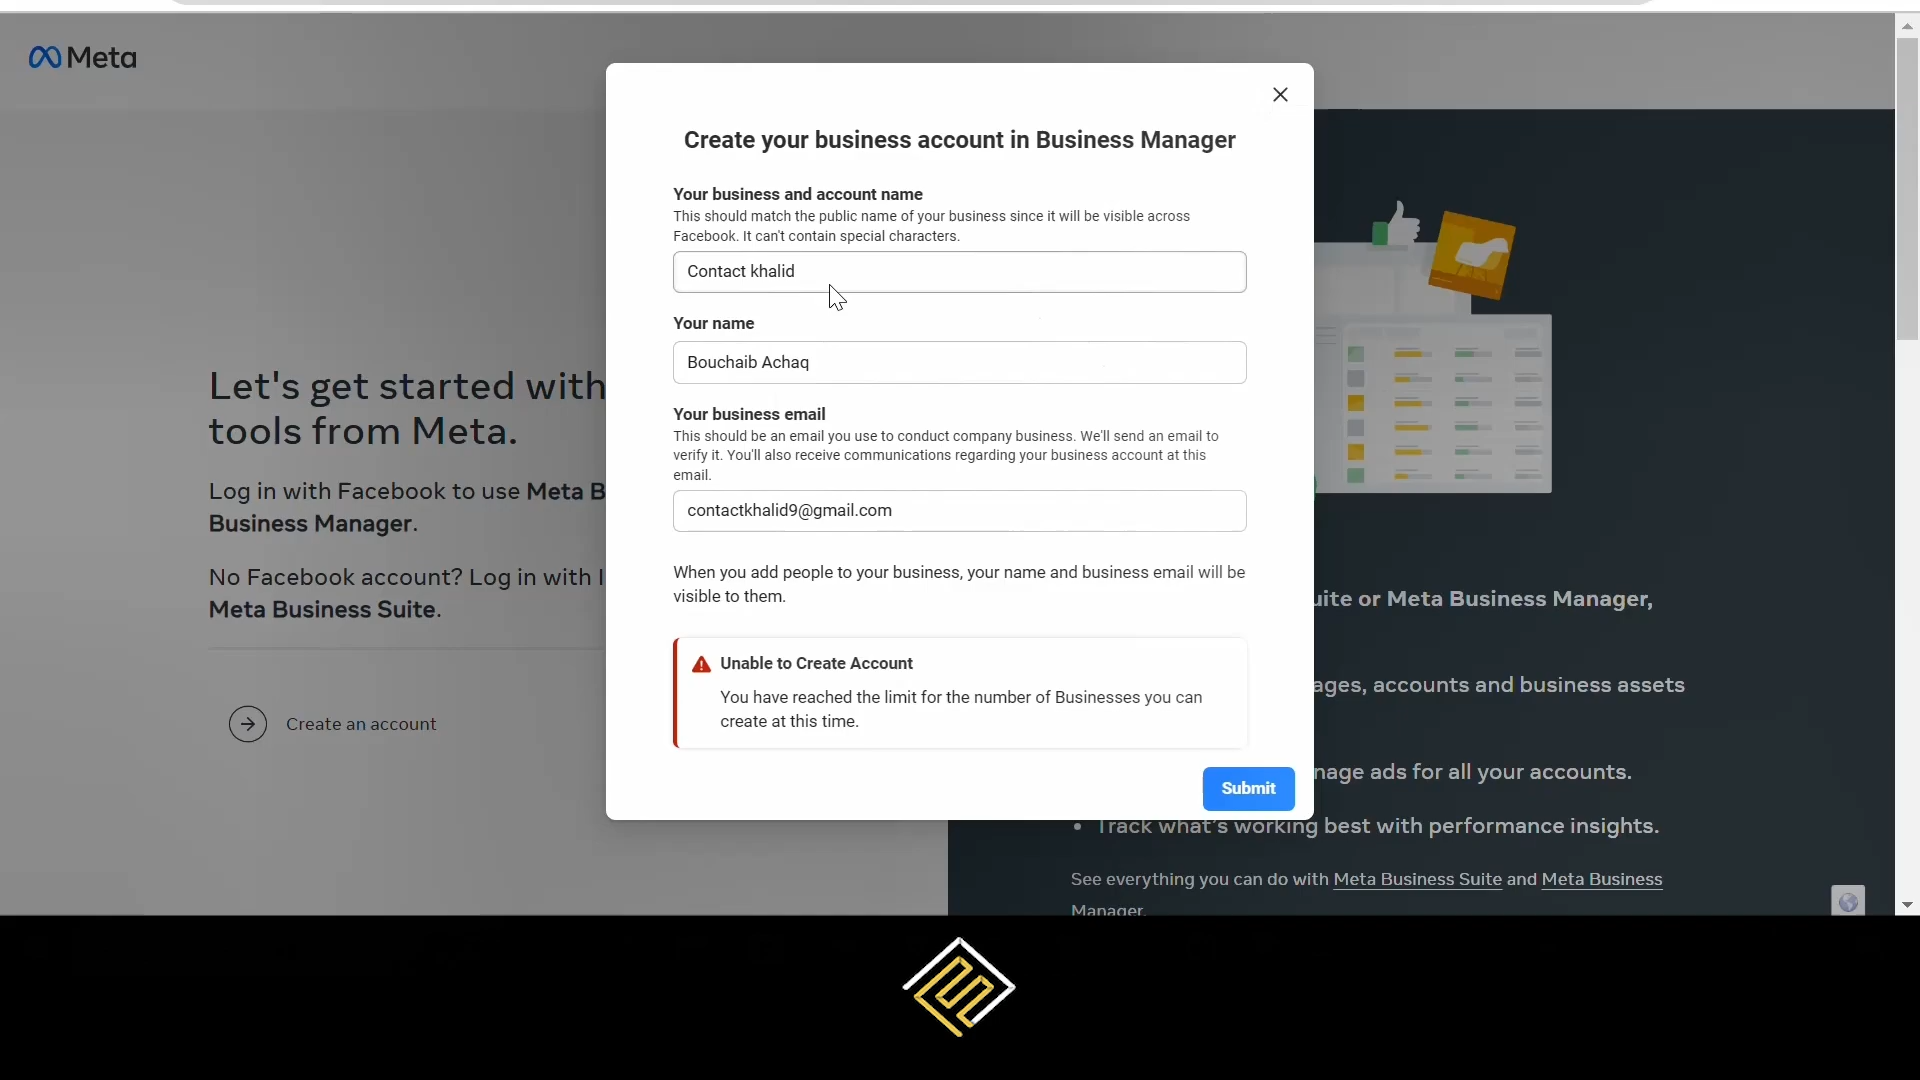 Meta
Create your business account in Business Manager
Your business and account name
This should match the public name of your business since it will be visible across
Facebook. It can't contain special characters.
Contact khalid
Your name
Bouchaib Achaq
Your business email
This should be an email you use to conduct company business. We'll send an email to
verify it. You'll also receive communications regarding your business account at this
email.
contactkhalid9@gmail.com
When you add people to your business, your name and business email will be
visible to them.
Unable to Create Account
You have reached the limit for the number of Businesses you can
create at this time.
Submit
Let's get started with
tools from Meta.
Log in with Facebook to use Meta B
Business Manager.
No Facebook account? Log in with I
Meta Business Suite.
Create an account
uite or Meta Business Manager,
ages, accounts and business assets
nage ads for all your accounts.
• Track what's working best with performance insights.
See everything you can do with Meta Business Suite and Meta Business
Manager.